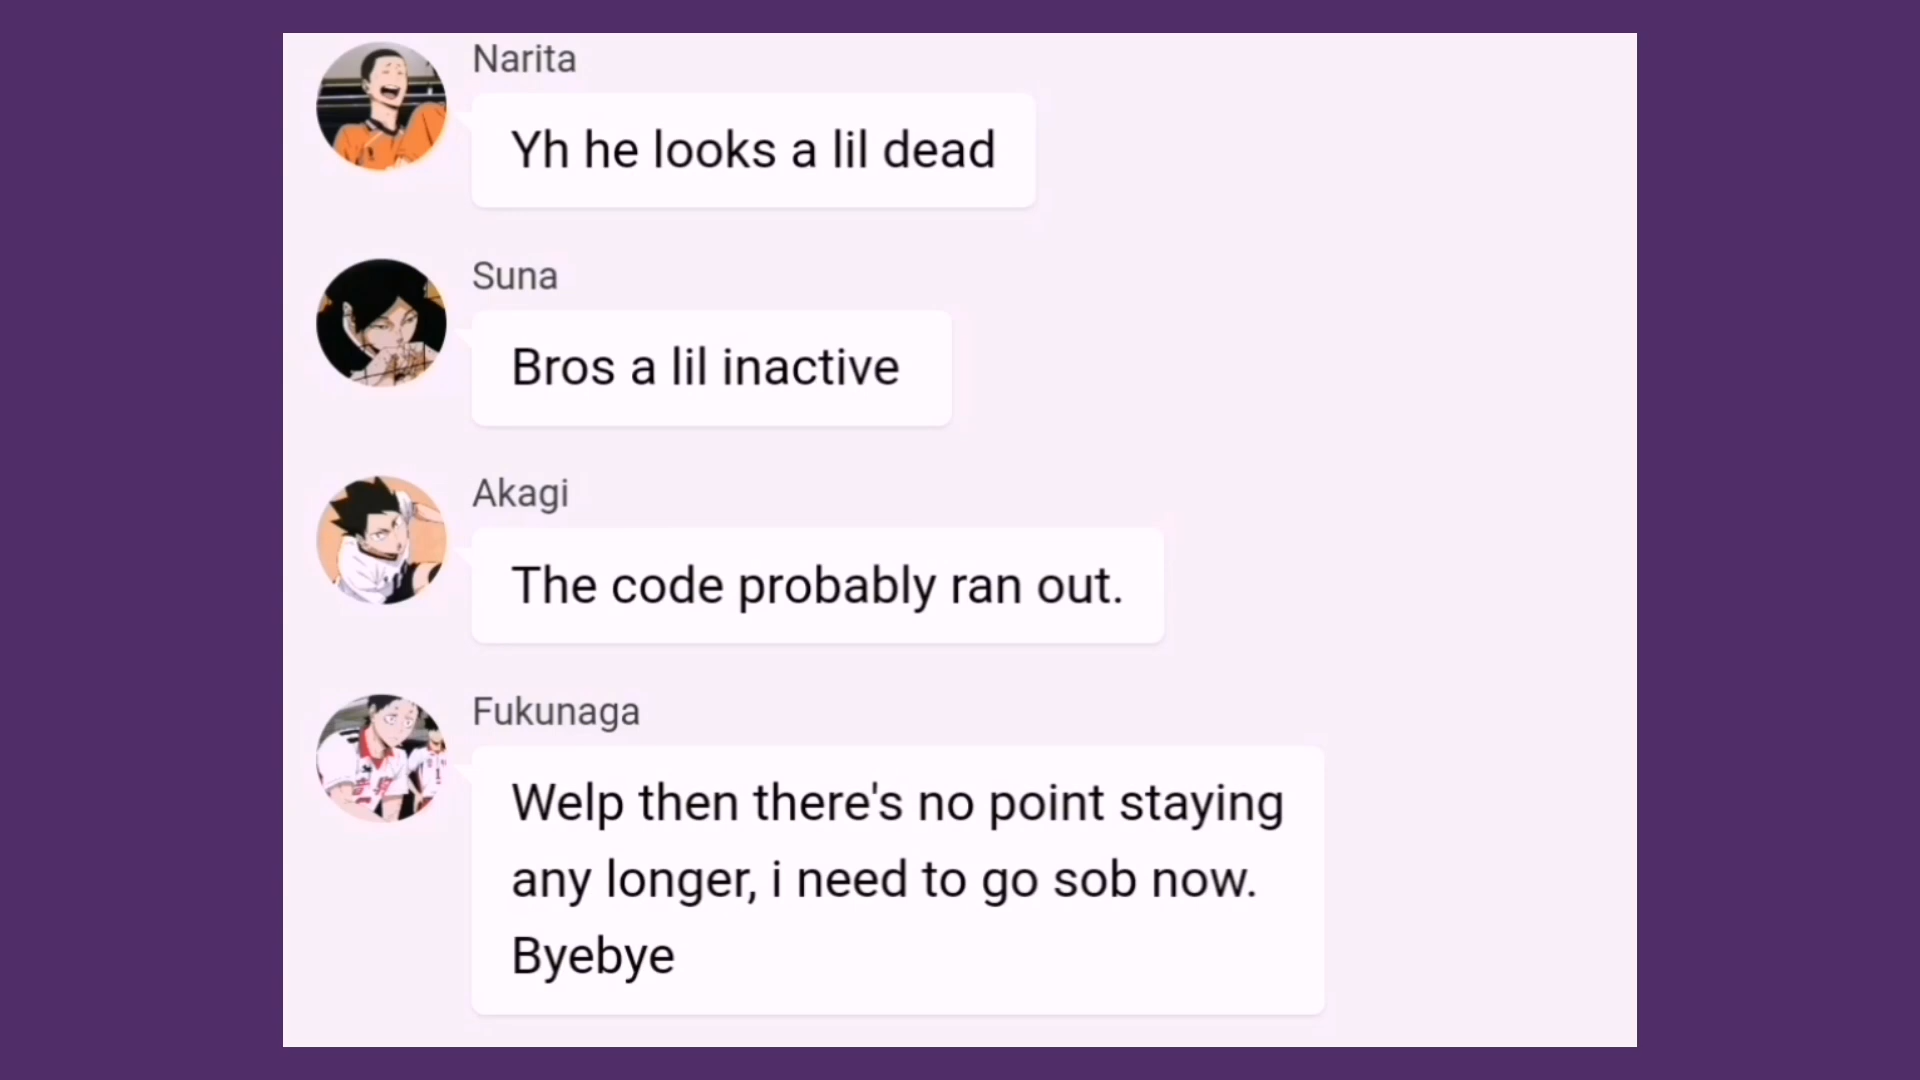 Narita
Yh he looks a lil dead
Suna
Bros a lil inactive
Akagi
The code probably ran out.
Fukunaga
Welp then there's no point staying
any longer, i need to go sob now.
Byebye